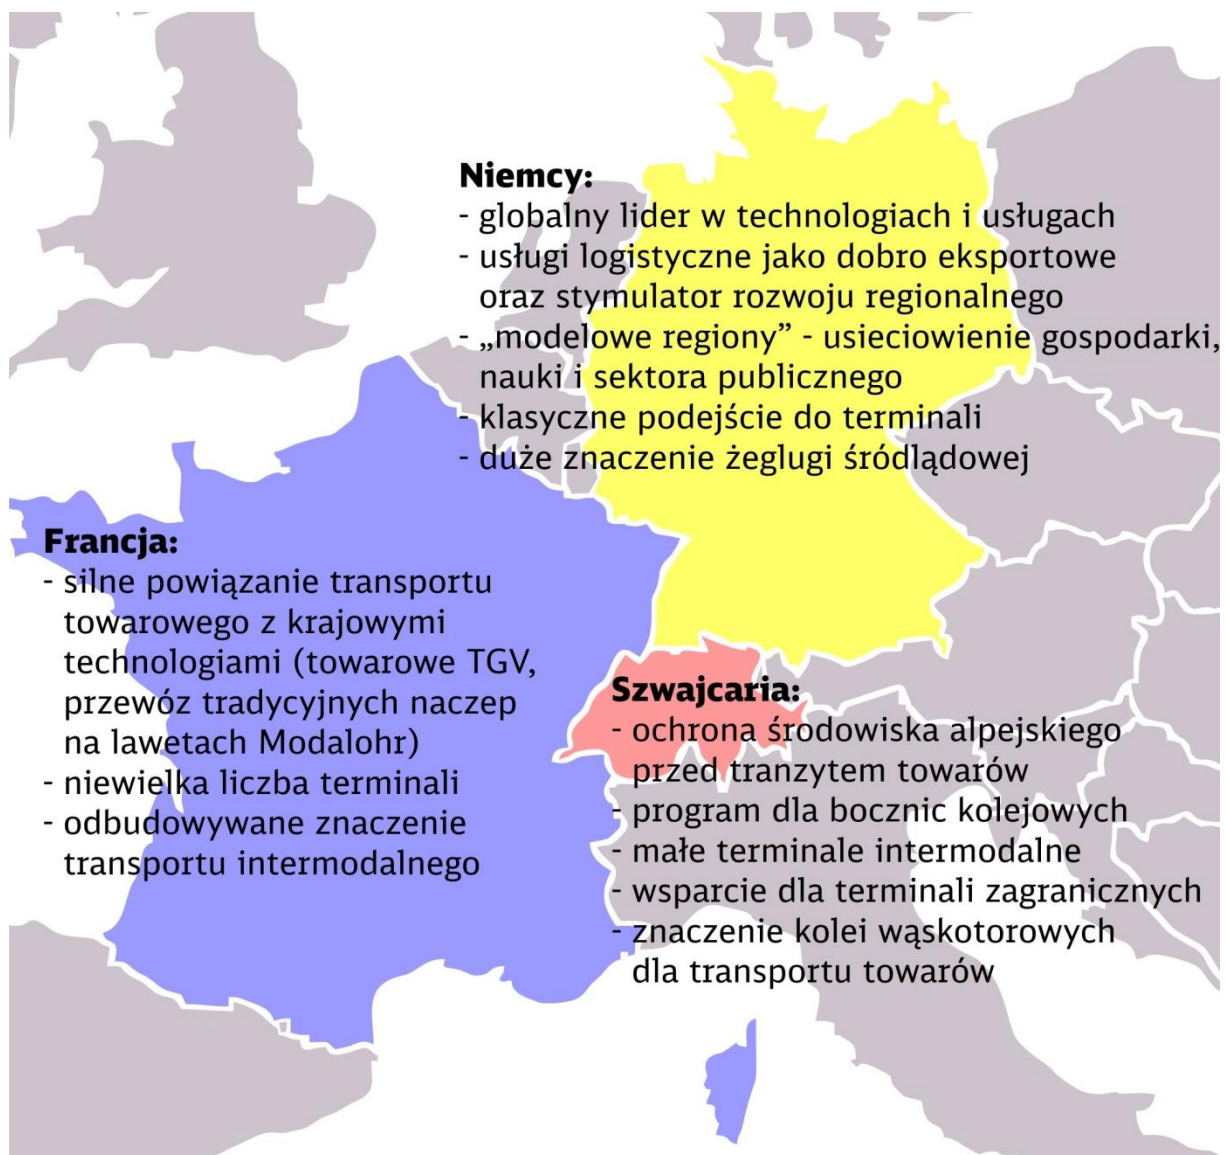 Niemcy:
- globalny lider w technologiach i usługach
- usługi logistyczne jako dobro eksportowe
oraz stymulator rozwoju regionalnego
- „modelowe regiony” - usieciowienie gospodarki,
nauki i sektora publicznego
- klasyczne podejście do terminali
- duże znaczenie żeglugi śródlądowej
Francja:
- silne powiązanie transportu
towarowego z krajowymi
technologiami (towarowe TGV,
przewóz tradycyjnych naczep
na lawetach Modalohr)
- niewielka liczba terminali
- odbudowywane znaczenie
transportu intermodalnego
Szwajcaria:
- ochrona środowiska alpejskiego
przed tranzytem towarów
- program dla bocznic kolejowych
- małe terminale intermodalne
- wsparcie dla terminali zagranicznych
- znaczenie kolei wąskotorowych
dla transportu towarów